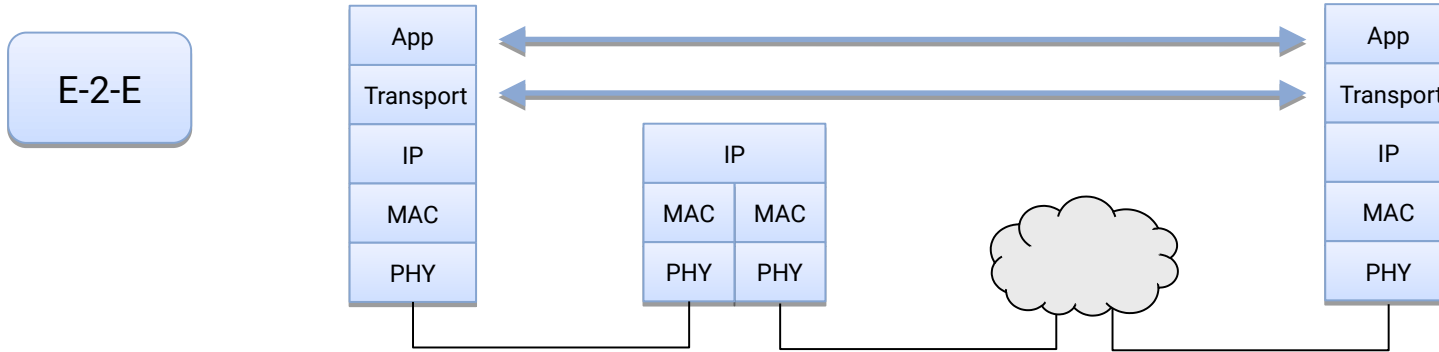 E-2-E
App
Transport
IP
MAC
PHY
IP
MAC MAC
PHY PHY
App
Transport
IP
MAC
PHY